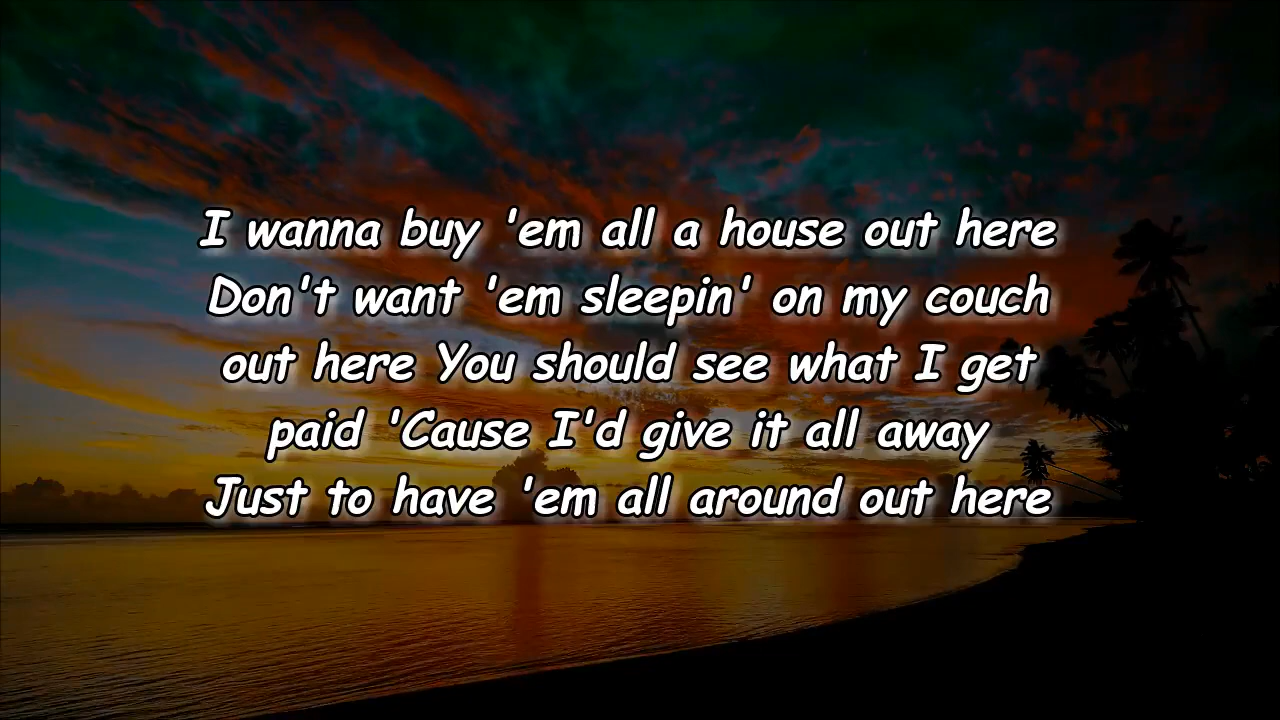 I wanna buy 'em all a house out here
Don't want 'em sleepin' on my couch
out here You should see what I get
paid 'Cause I'd give it all away
Just to have 'em all around out here